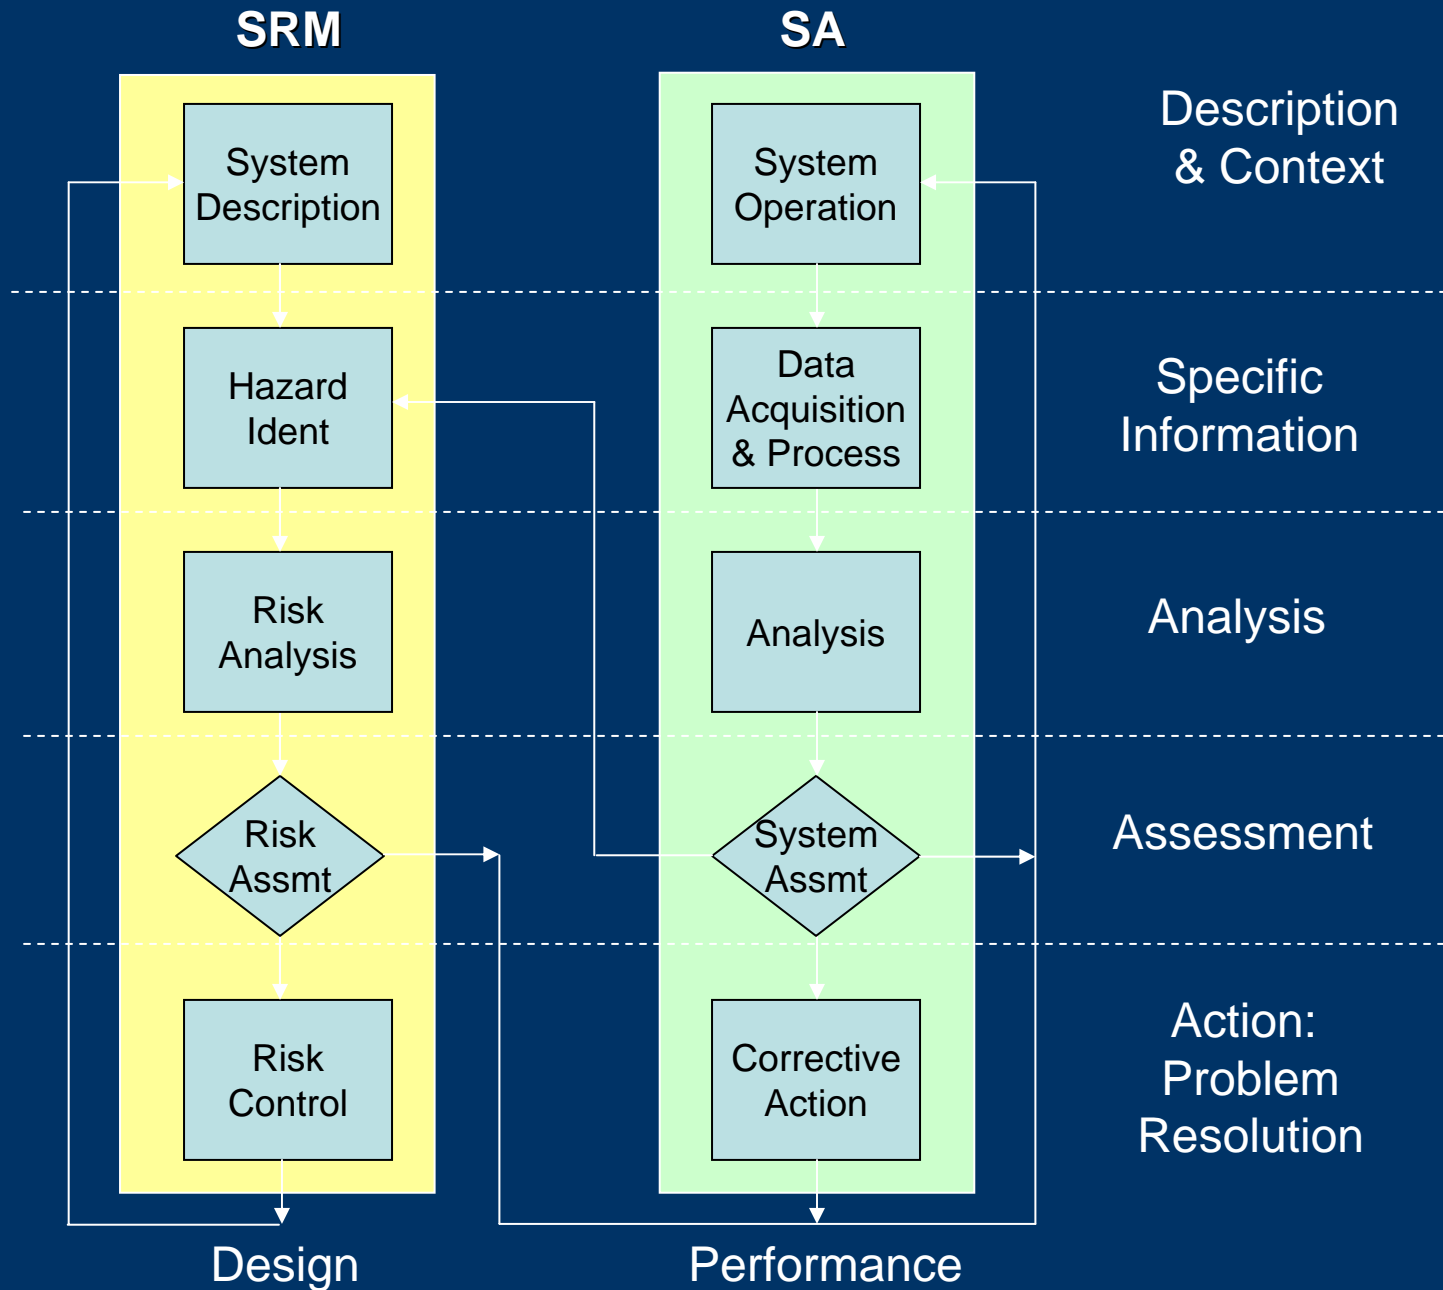 SRM
SA
System
Description
System
Operation
Description
& Context
Hazard
Ident
Data
Acquisition
& Process
Specific
Information
Risk
Analysis
Analysis
Analysis
Risk
Assmt
System
Assmt
Assessment
Risk
Control
Corrective
Action
Action:
Problem
Resolution
Design
Performance